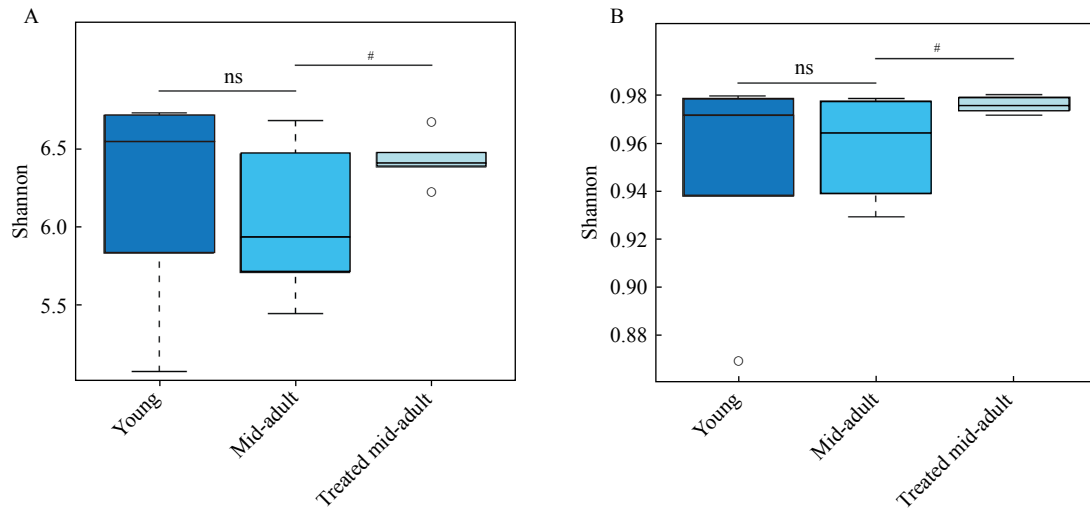 A
ns
#
Shannon
6.5
6.0
5.5
Young
Mid-adult
Treated mid-adult
B
ns
#
Shannon
0.98
0.96
0.94
0.92
0.90
0.88
Young
Mid-adult
Treated mid-adult